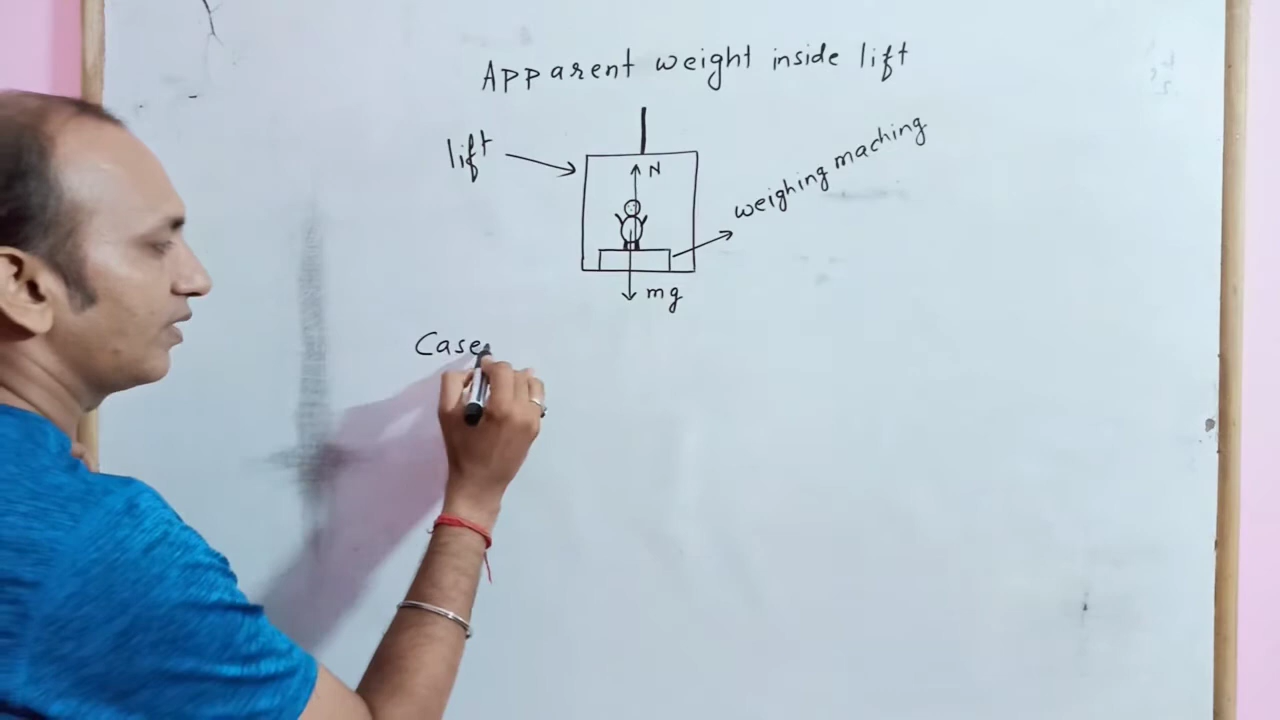 Apparent weight inside lift
lift
N
weighing maching
mg
Case